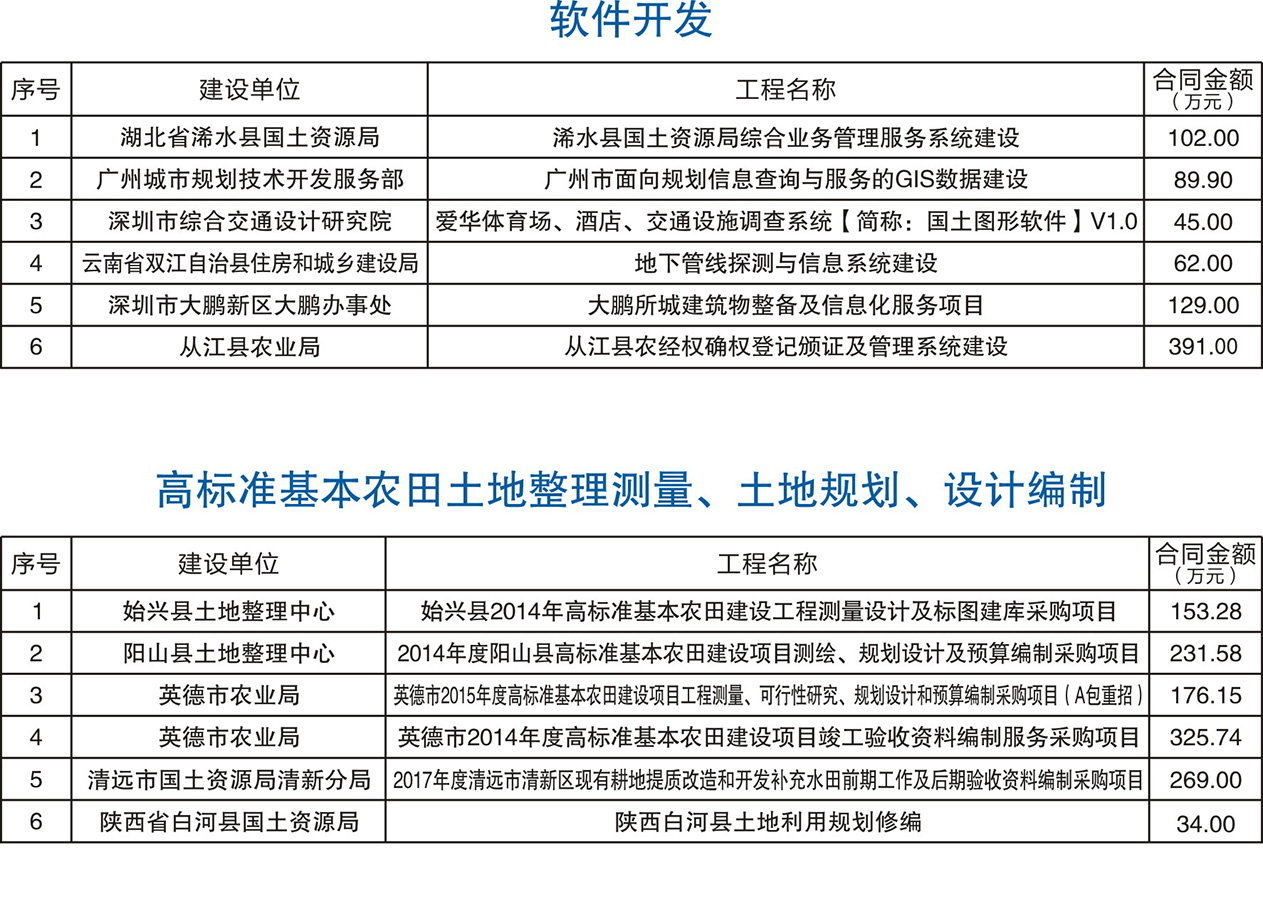 软件开发
序号 建设单位 工程名称 合同金额
（万元）
1 湖北省浠水县国土资源局 浠水县国土资源局综合业务管理服务系统建设 102.00
2 广州城市规划技术开发服务部 广州市面向规划信息查询与服务的GIS数据建设 89.90
3 深圳市综合交通设计研究院 爱华体育场、酒店、交通设施调查系统【简称：国土图形软件】V1.0 45.00
4 云南省双江自治县住房和城乡建设局 地下管线探测与信息系统建设 62.00
5 深圳市大鹏新区大鹏办事处 大鹏所城建筑物整备及信息化服务项目 129.00
6 从江县农业局 从江县农经权确权登记颁证及管理系统建设 391.00
高标准基本农田土地整理测量、土地规划、设计编制
序号 建设单位 工程名称 合同金额
（万元）
1 始兴县土地整理中心 始兴县2014年高标准基本农田建设工程测量设计及标图建库采购项目 153.28
2 阳山县土地整理中心 2014年度阳山县高标准基本农田建设项目测绘、规划设计及预算编制采购项目 231.58
3 英德市农业局 英德市2015年度高标准基本农田建设项目工程测量、可行性研究、规划设计和预算编制采购项目（A包重招） 176.15
4 英德市农业局 英德市2014年度高标准基本农田建设项目竣工验收资料编制服务采购项目 325.74
5 清远市国土资源局清新分局 2017年度清远市清新区现有耕地提质改造和开发补充水田前期工作及后期验收资料编制采购项目 269.00
6 陕西省白河县国土资源局 陕西白河县土地利用规划修编 34.00